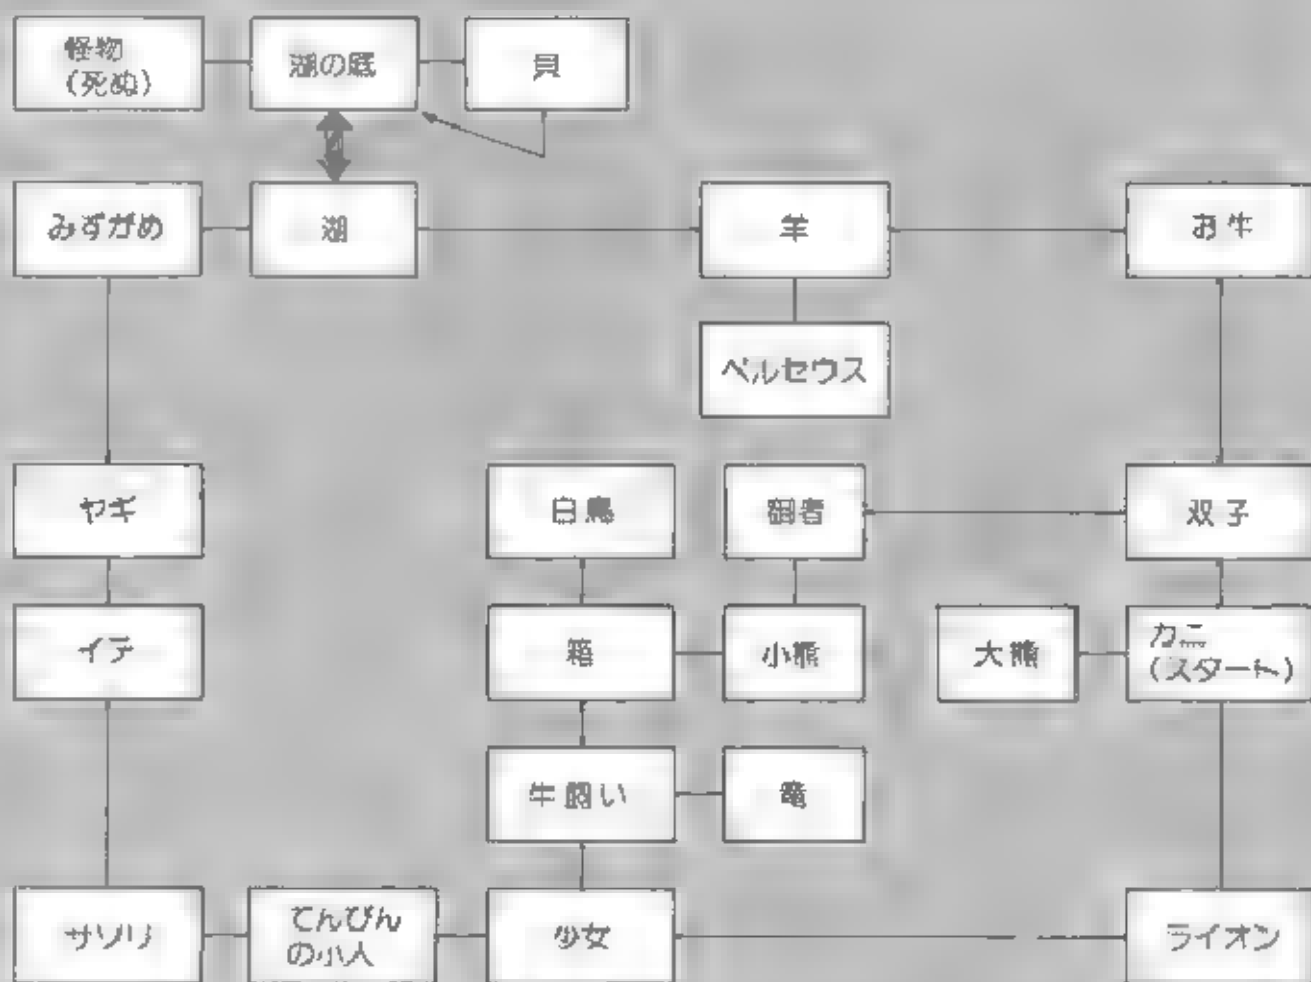 怪物
(死ぬ)
湖の底
貝
みずがめ
湖
羊
お牛
ペルセウス
ヤギ
白鳥
馭者
双子
イテ
箱
小熊
大熊
カニ
(スタート)
牛飼い
竜
サソリ
てんびん
の小人
少女
ライオン